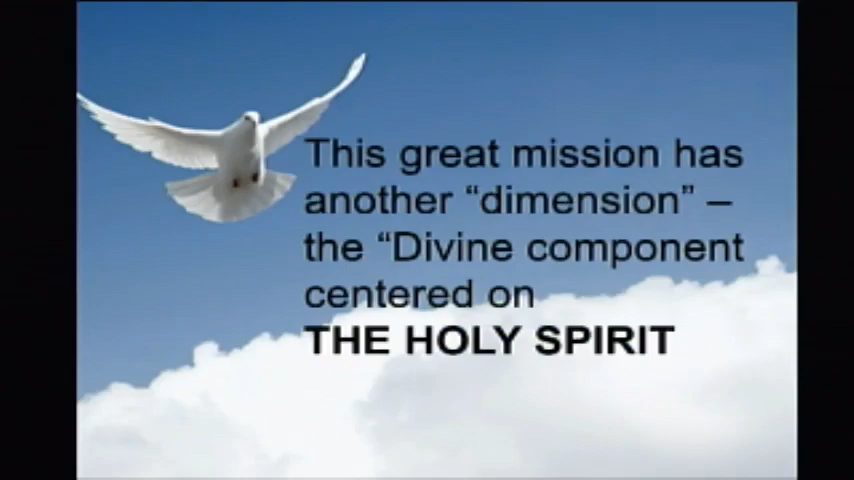 This great mission has
another “dimension” –
the “Divine component
centered on
THE HOLY SPIRIT